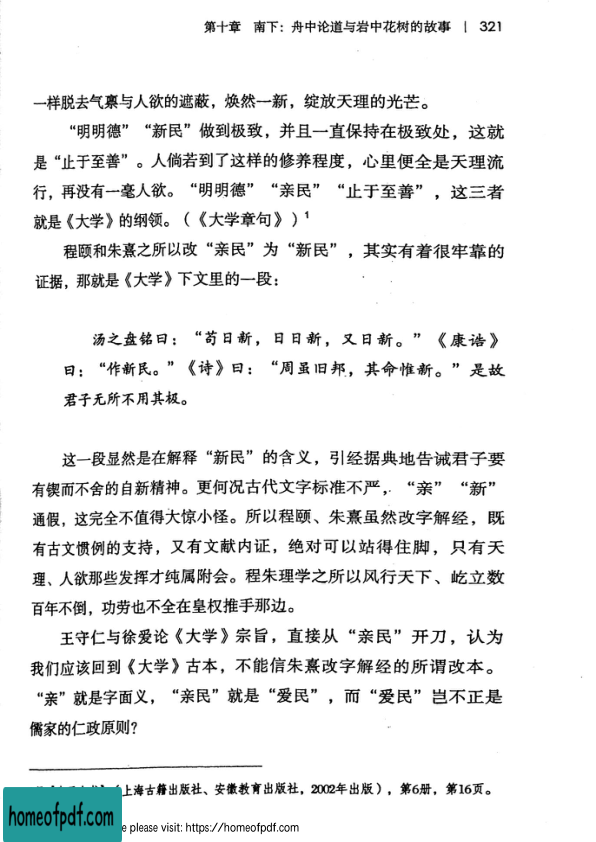 第十章 南下：舟中论道与岩中花树的故事 | 321
一样脱去气禀与人欲的遮蔽，焕然一新，绽放天理的光芒。
“明明德”“新民”做到极致，并且一直保持在极致处，这就
是“止于至善”。人倘若到了这样的修养程度，心里便全是天理流
行，再没有一毫人欲。“明明德”“亲民”“止于至善”，这三者
就是《大学》的纲领。（《大学章句》）1
程颐和朱熹之所以改“亲民”为“新民”，其实有着很牢靠的
证据，那就是《大学》下文里的一段：
汤之盘铭曰：“苟日新，日日新，又日新。”《康诰》
曰：“作新民。”《诗》曰：“周虽旧邦，其命惟新。”是故
君子无所不用其极。
这一段显然是在解释“新民”的含义，引经据典地告诫君子要
有锲而不舍的自新精神。更何况古代文字标准不严，“亲”“新”
通假，这完全不值得大惊小怪。所以程颐、朱熹虽然改字解经，既
有古文惯例的支持，又有文献内证，绝对可以站得住脚，只有天
理、人欲那些发挥才纯属附会。程朱理学之所以风行天下、屹立数
百年不倒，功劳也不全在皇权推手那边。
王守仁与徐爱论《大学》宗旨，直接从“亲民”开刀，认为
我们应该回到《大学》古本，不能信朱熹改字解经的所谓改本。
“亲”就是字面义，“亲民”就是“爱民”，而“爱民”岂不正是
儒家的仁政原则？
上海古籍出版社、安徽教育出版社，2002年出版），第6册，第16页。
homeofpdf.com
please visit: https://homeofpdf.com